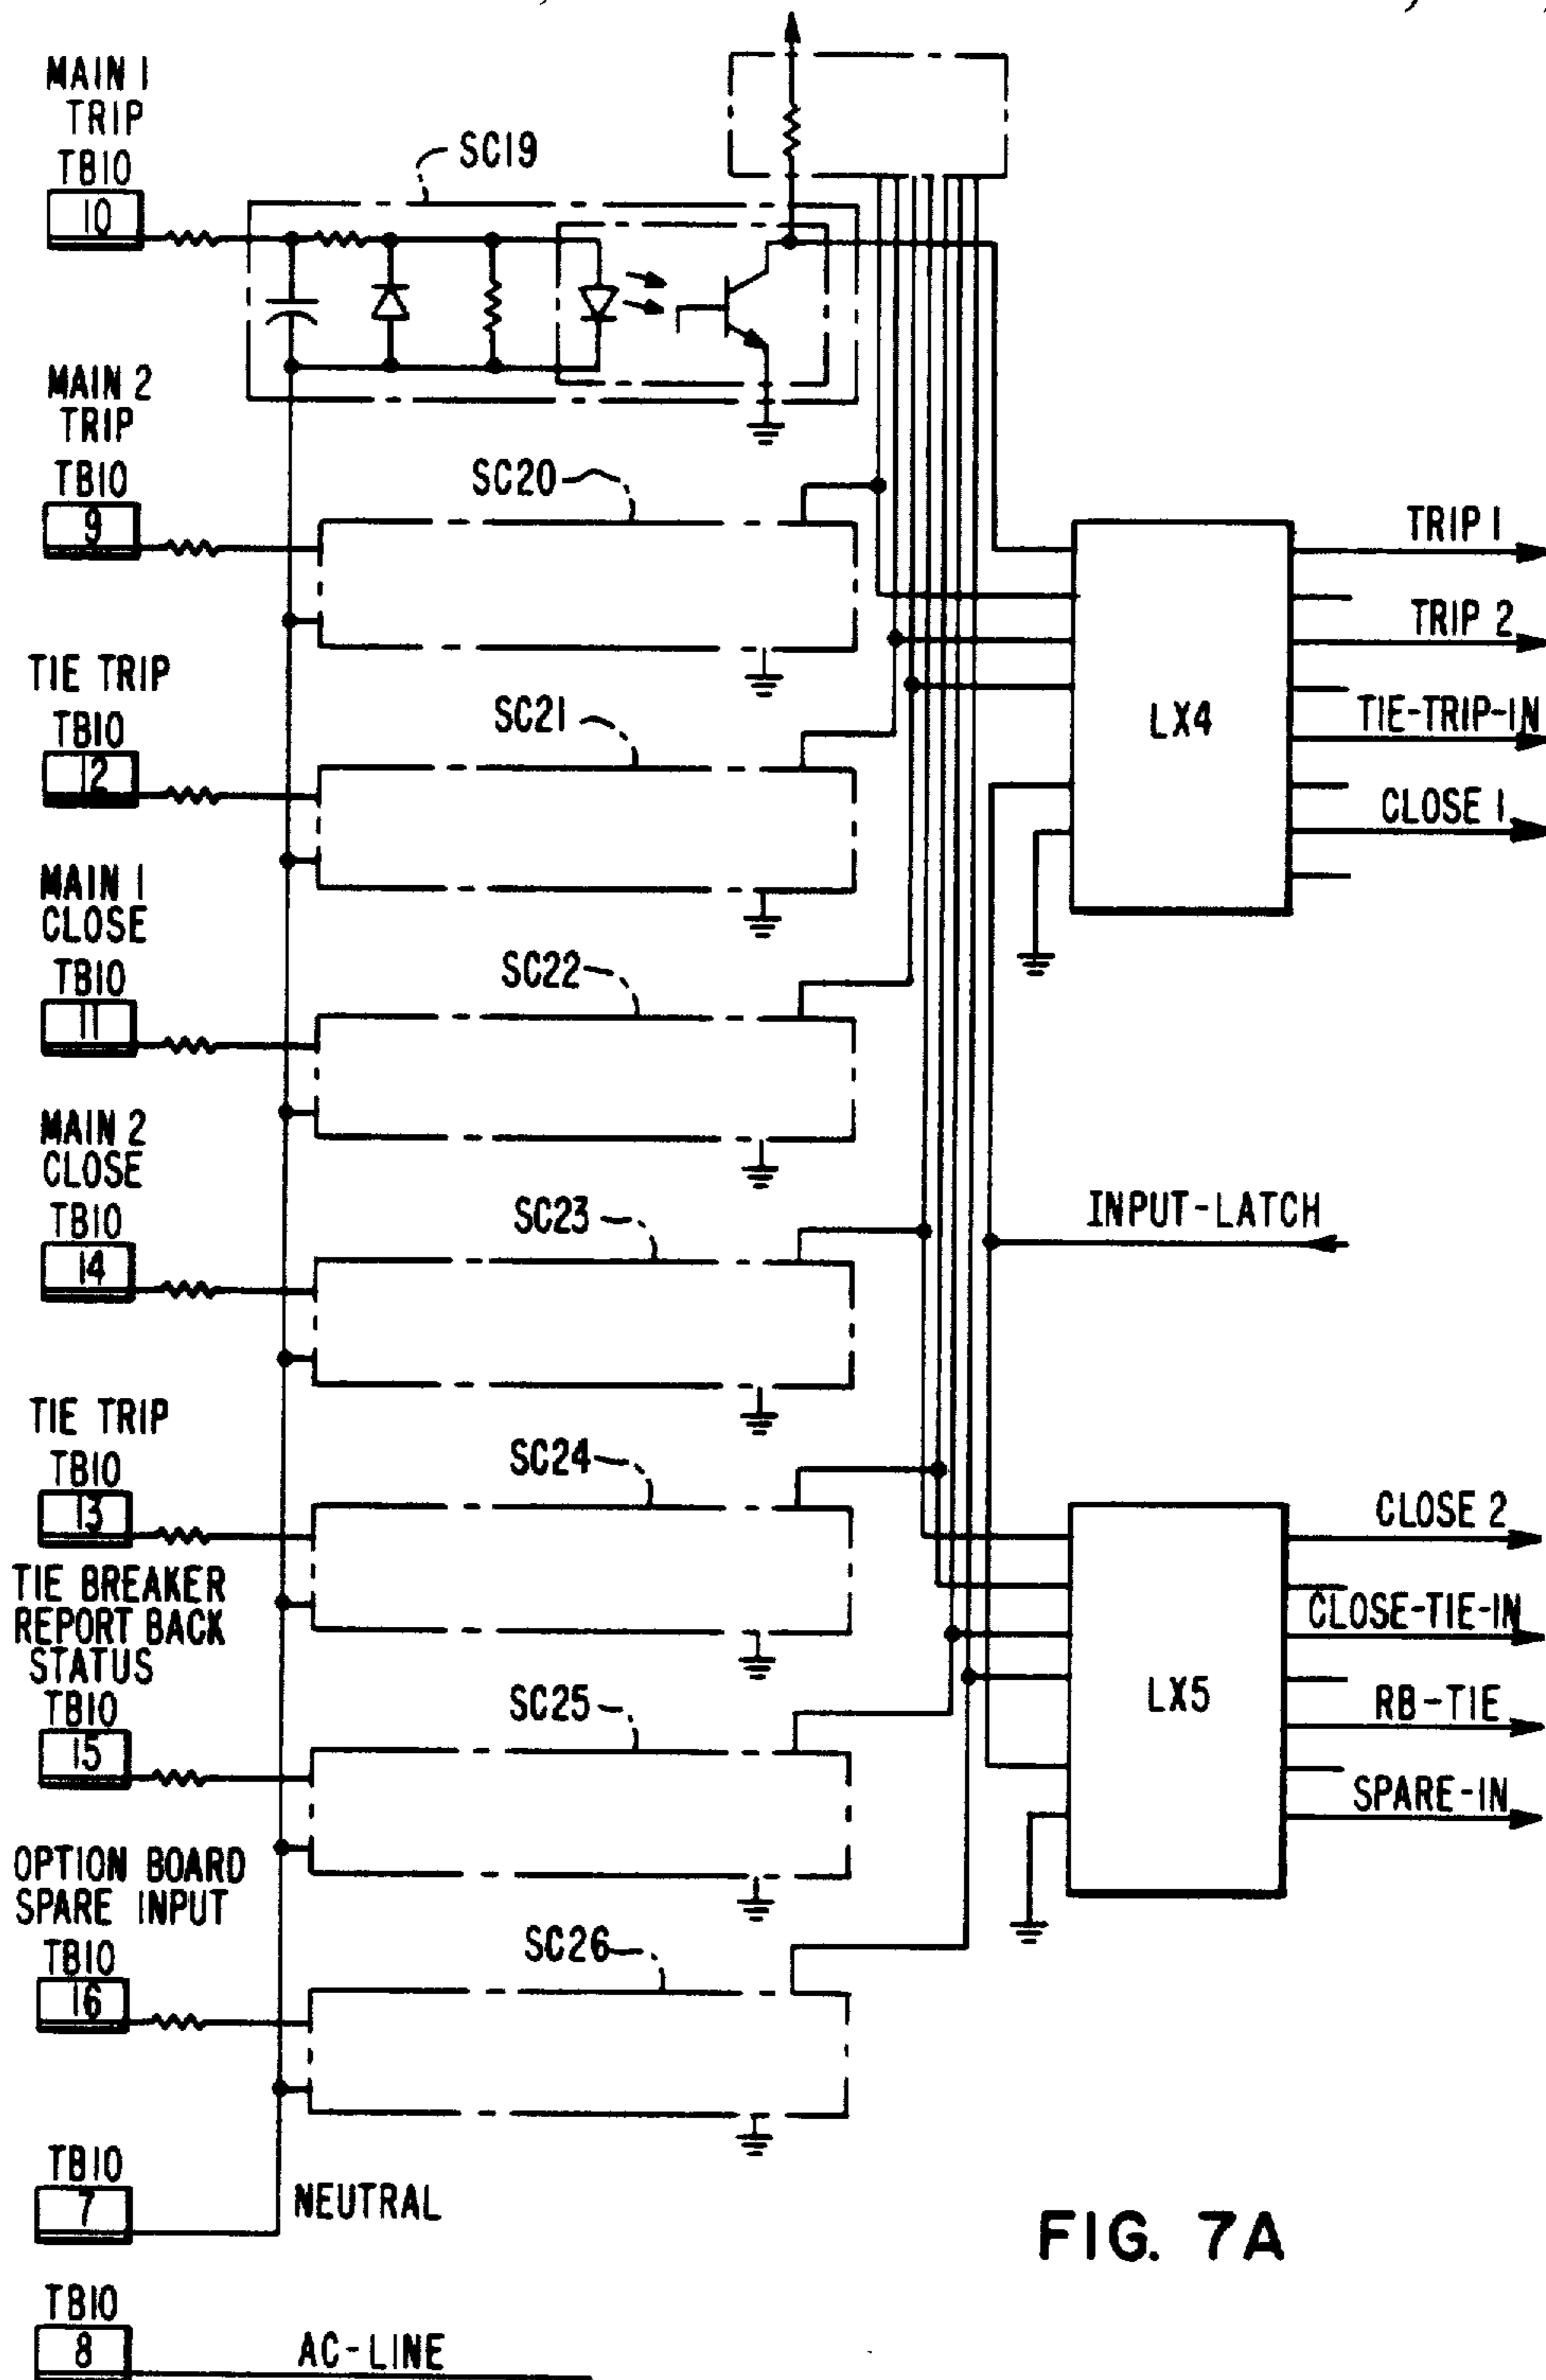 MAIN 1
TRIP
TB10
10
SC19
MAIN 2
TRIP
TB10
9
SC20
TIE TRIP
TB10
12
SC21
MAIN 1
CLOSE
TB10
11
SC22
MAIN 2
CLOSE
TB10
14
SC23
TIE TRIP
TB10
13
SC24
TIE BREAKER
REPORT BACK
STATUS
TB10
15
SC25
OPTION BOARD
SPARE INPUT
TB10
16
SC26
TB10
7
NEUTRAL
TB10
8
AC-LINE
LX4
TRIP 1
TRIP 2
TIE-TRIP-IN
CLOSE 1
INPUT-LATCH
LX5
CLOSE 2
CLOSE-TIE-IN
RB-TIE
SPARE-IN
FIG. 7A